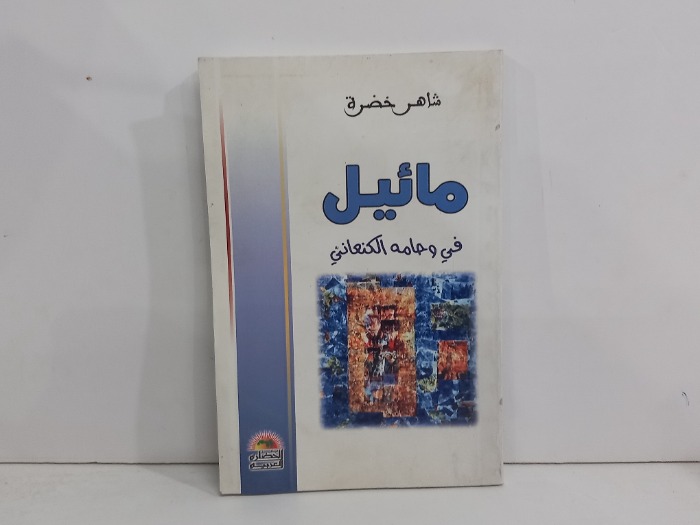 شاهر خضرة
مائيل
في وحامه الكنعاني